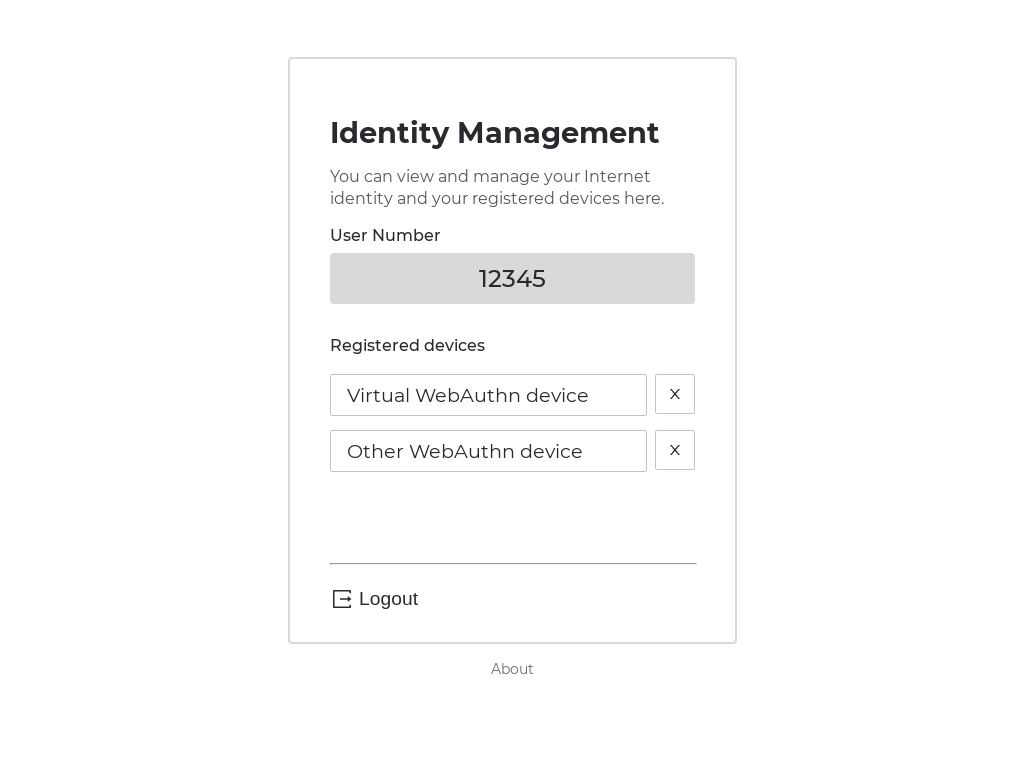 Identity Management
You can view and manage your Internet
identity and your registered devices here.
User Number
12345
Registered devices
Virtual WebAuthn device
X
Other WebAuthn device
X
Logout
About